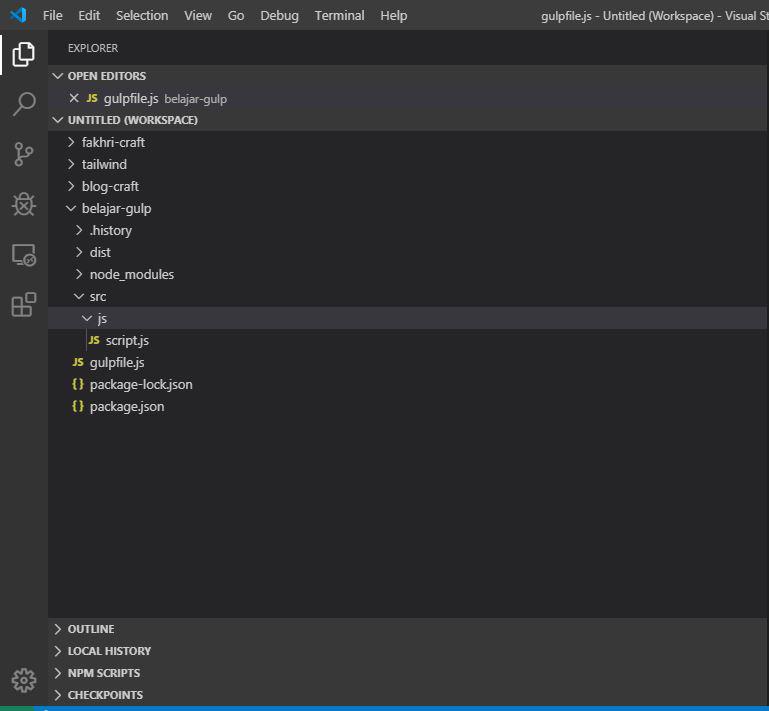 File Edit Selection View Go Debug Terminal Help gulpfile.js - Untitled (Workspace) - Visual St
EXPLORER
OPEN EDITORS
JS gulpfile.js belajar-gulp
UNTITLED (WORKSPACE)
fakhri-craft
tailwind
blog-craft
belajar-gulp
.history
dist
node_modules
src
js
JS script.js
JS gulpfile.js
{} package-lock.json
{} package.json
OUTLINE
LOCAL HISTORY
NPM SCRIPTS
CHECKPOINTS